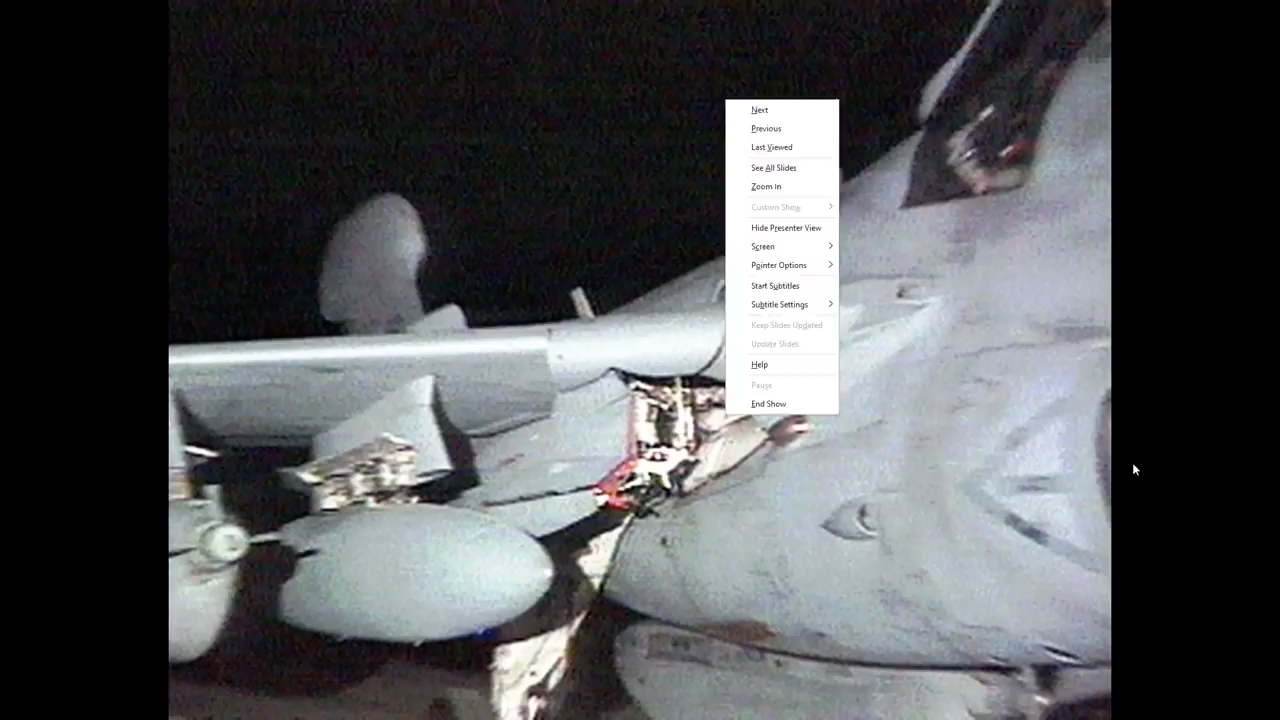 Next
Previous
Last Viewed
See All Slides
Zoom In
Custom Show
Hide Presenter View
Screen
Pointer Options
Start Subtitles
Subtitle Settings
Keep Slides Updated
Update Slides
Help
Pause
End Show